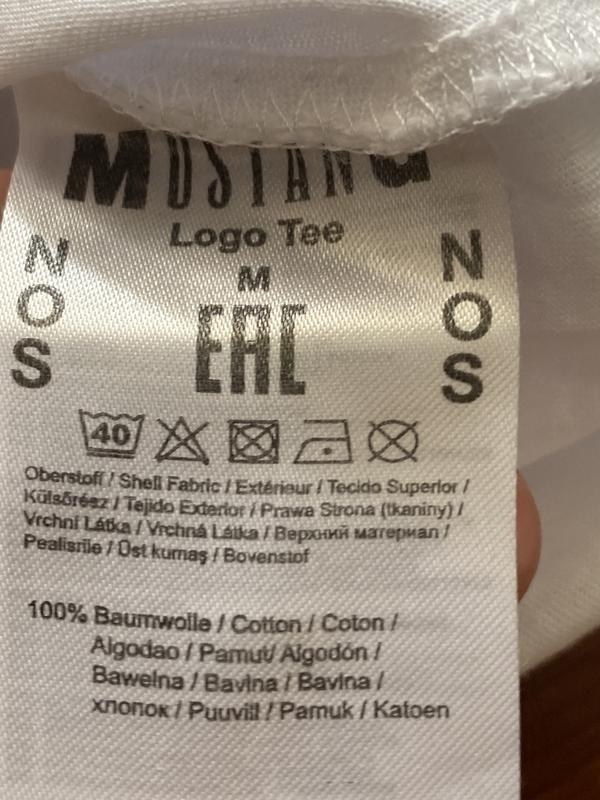 MUSTANG
Logo Tee
NOS
M
NOS
EAC
40
Oberstoff / Shell Fabric / Extérieur / Tecido Superior /
Külsőrész / Tejido Exterior / Prawa Strona (tkaniny) /
Vrchní Látka / Vrchná Látka / Верхний материал /
Pealisriie / Üst kumaş / Bovenstof
100% Baumwolle / Cotton / Coton /
Algodao / Pamut/ Algodón /
Bawelna / Bavlna / Bavlna /
хлопок / Puuvill / Pamuk / Katoen